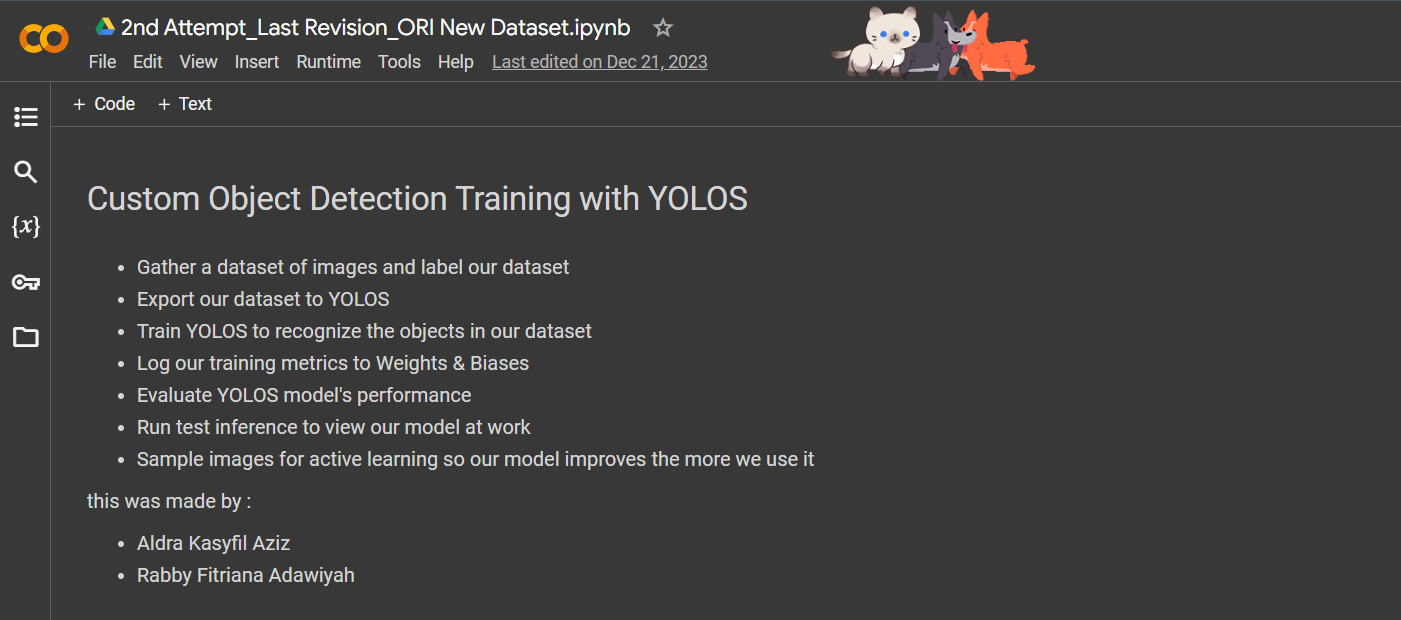 2nd Attempt_Last Revision_ORI New Dataset.ipynb
File Edit View Insert Runtime Tools Help Last edited on Dec 21, 2023
+ Code + Text
{x}
Custom Object Detection Training with YOLOS
• Gather a dataset of images and label our dataset
• Export our dataset to YOLOS
• Train YOLOS to recognize the objects in our dataset
• Log our training metrics to Weights & Biases
• Evaluate YOLOS model's performance
• Run test inference to view our model at work
• Sample images for active learning so our model improves the more we use it
this was made by :
• Aldra Kasyfil Aziz
• Rabby Fitriana Adawiyah